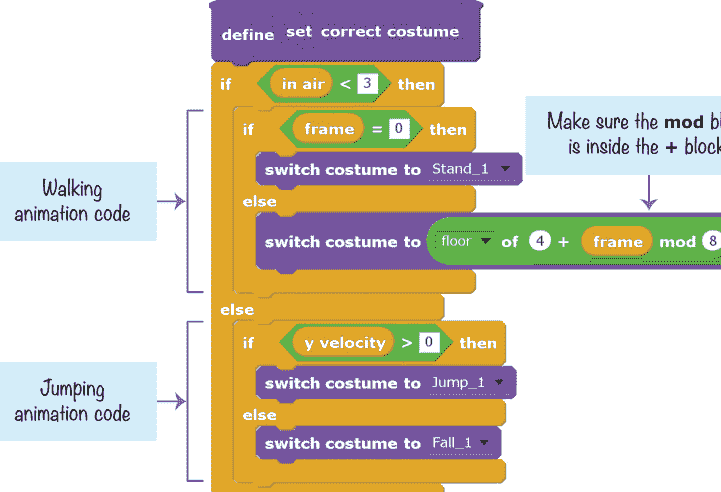 define set correct costume
if in air < 3 then
if frame = 0 then
Make sure the mod
is inside the + block
switch costume to Stand_1
Walking
animation code
else
switch costume to floor of 4 + frame mod 8
else
if y velocity > 0 then
switch costume to Jump_1
Jumping
animation code
else
switch costume to Fall_1